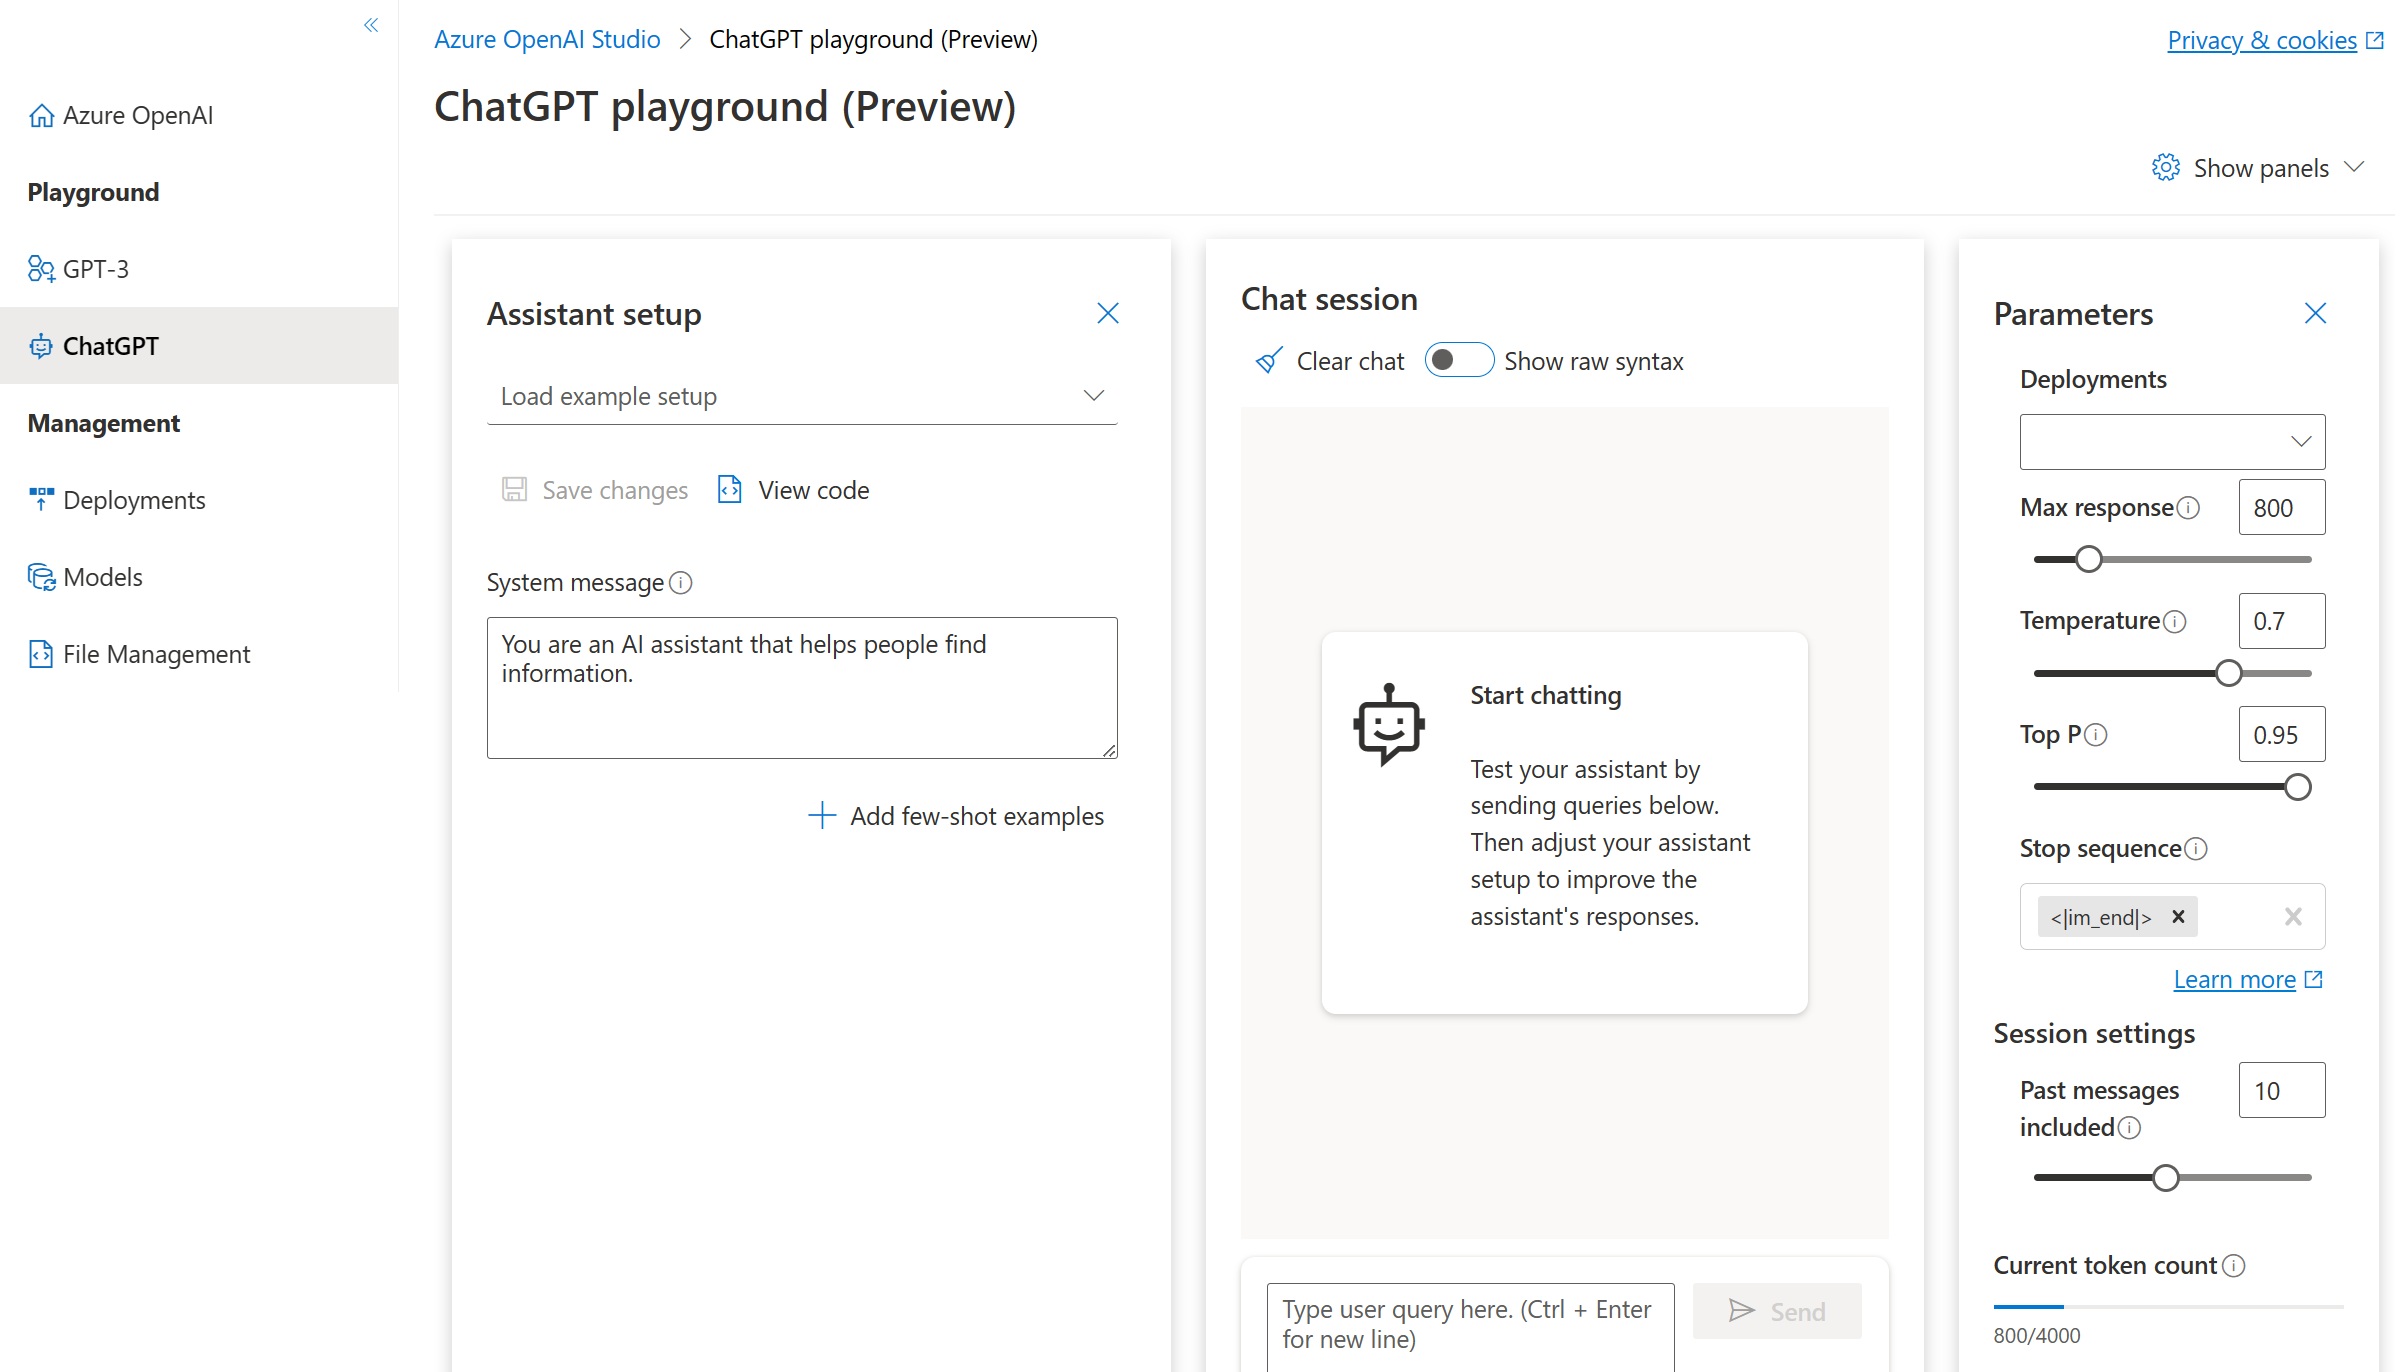 Azure OpenAI
Playground
GPT-3
ChatGPT
Management
Deployments
Models
File Management
Azure OpenAI Studio
ChatGPT playground (Preview)
Privacy & cookies
ChatGPT playground (Preview)
Show panels
Assistant setup
Load example setup
Save changes
View code
System message
You are an AI assistant that helps people find
information.
Add few-shot examples
Chat session
Clear chat
Show raw syntax
Start chatting
Test your assistant by
sending queries below.
Then adjust your assistant
setup to improve the
assistant's responses.
Type user query here. (Ctrl + Enter
for new line)
Send
Parameters
Deployments
Max response
800
Temperature
0.7
Top P
0.95
Stop sequence
<|im_end|>
Learn more
Session settings
Past messages
included
10
Current token count
800/4000